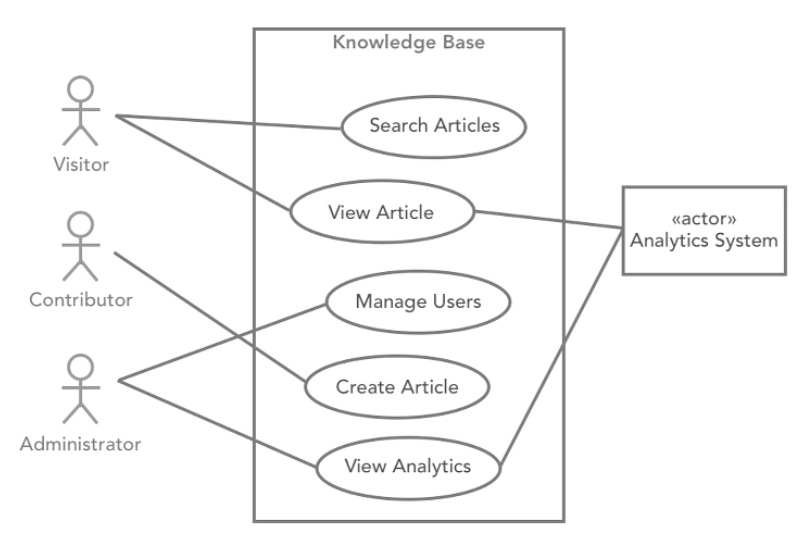 Knowledge Base
Search Articles
Visitor
View Article
«actor»
Analytics System
Contributor
Manage Users
Create Article
Administrator
View Analytics